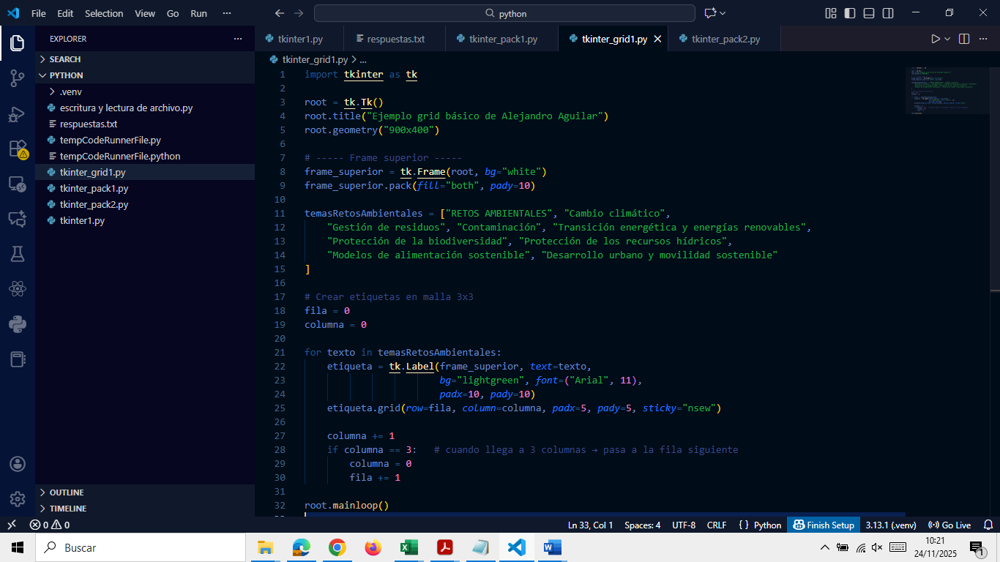 File Edit Selection View Go Run ···
python
EXPLORER ···
SEARCH
PYTHON
.venv
escritura y lectura de archivo.py
respuestas.txt
tempCodeRunnerFile.py
tempCodeRunnerFile.python
tkinter_grid1.py
tkinter_pack1.py
tkinter_pack2.py
tkinter1.py
OUTLINE
TIMELINE
tkinter1.py respuestas.txt tkinter_pack1.py tkinter_grid1.py tkinter_pack2.py ···
tkinter_grid1.py > ...
1 import tkinter as tk
2
3 root = tk.Tk()
4 root.title("Ejemplo grid básico de Alejandro Aguilar")
5 root.geometry("900x400")
6
7 # ----- Frame superior -----
8 frame_superior = tk.Frame(root, bg="white")
9 frame_superior.pack(fill="both", pady=10)
10
11 temasRetosAmbientales = ["RETOS AMBIENTALES", "Cambio climático",
12 "Gestión de residuos", "Contaminación", "Transición energética y energías renovables",
13 "Protección de la biodiversidad", "Protección de los recursos hídricos",
14 "Modelos de alimentación sostenible", "Desarrollo urbano y movilidad sostenible"
15 ]
16
17 # Crear etiquetas en malla 3x3
18 fila = 0
19 columna = 0
20
21 for texto in temasRetosAmbientales:
22 etiqueta = tk.Label(frame_superior, text=texto,
23 bg="lightgreen", font=("Arial", 11),
24 padx=10, pady=10)
25 etiqueta.grid(row=fila, column=columna, padx=5, pady=5, sticky="nsew")
26
27 columna += 1
28 if columna == 3: # cuando llega a 3 columnas → pasa a la fila siguiente
29 columna = 0
30 fila += 1
31
32 root.mainloop()
0 0 Ln 33, Col 1 Spaces: 4 UTF-8 CRLF { } Python Finish Setup 3.13.1 (.venv) Go Live
Buscar
10:21
24/11/2025
1